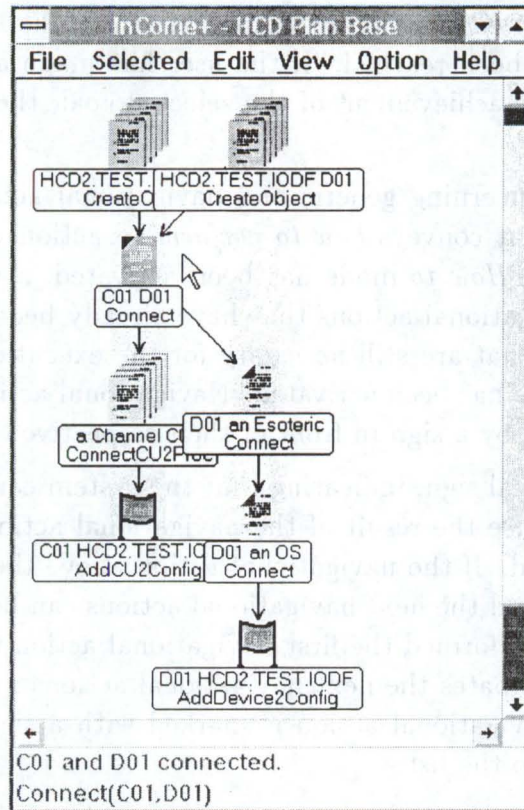 InCome+ - HCD Plan Base
File Selected Edit View Option Help
HCD2.TEST. HCD2.TEST.IODF D01
CreateO CreateObject
C01 D01
Connect
a Channel C D01 an Esoteric
ConnectCU2Proc Connect
C01 HCD2.TEST.IO D01 an OS
AddCU2Config Connect
D01 HCD2.TEST.IODF.
AddDevice2Config
C01 and D01 connected.
Connect(C01,D01)